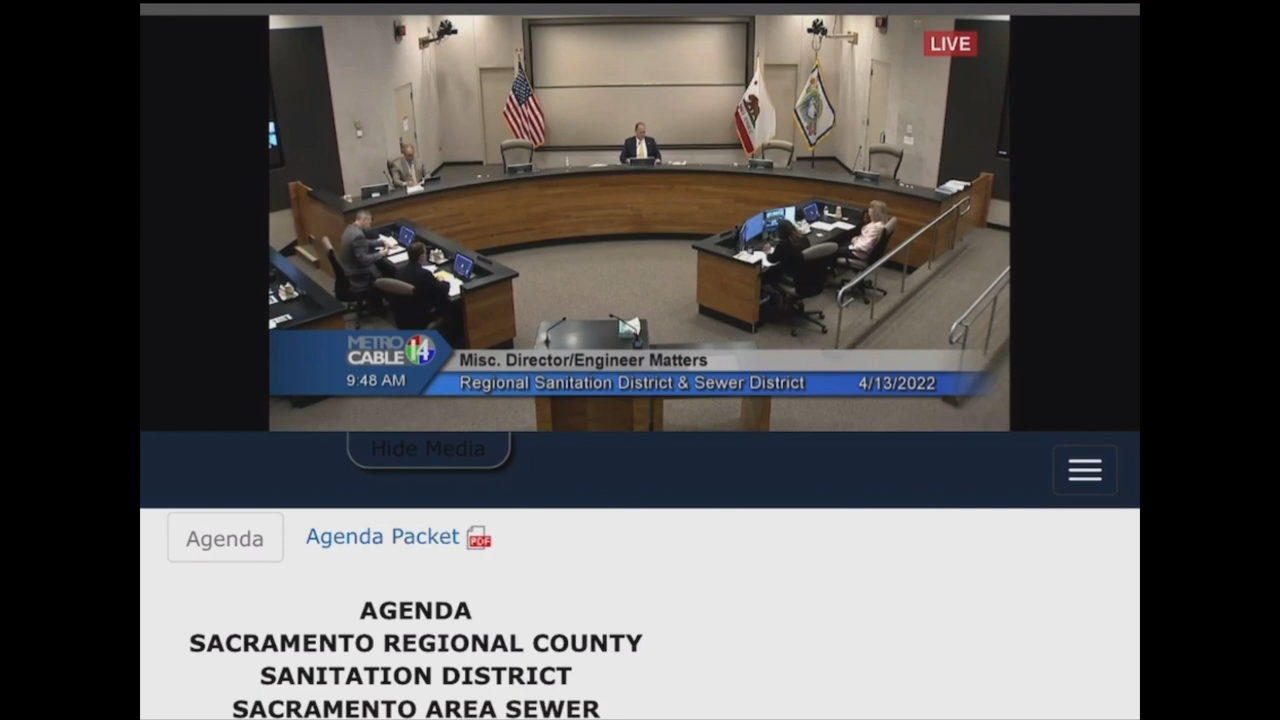 LIVE
METRO
CABLE 14
9:48 AM
Misc. Director/Engineer Matters
Regional Sanitation District & Sewer District 4/13/2022
Hide Media
Agenda
Agenda Packet PDF
AGENDA
SACRAMENTO REGIONAL COUNTY
SANITATION DISTRICT
SACRAMENTO AREA SEWER